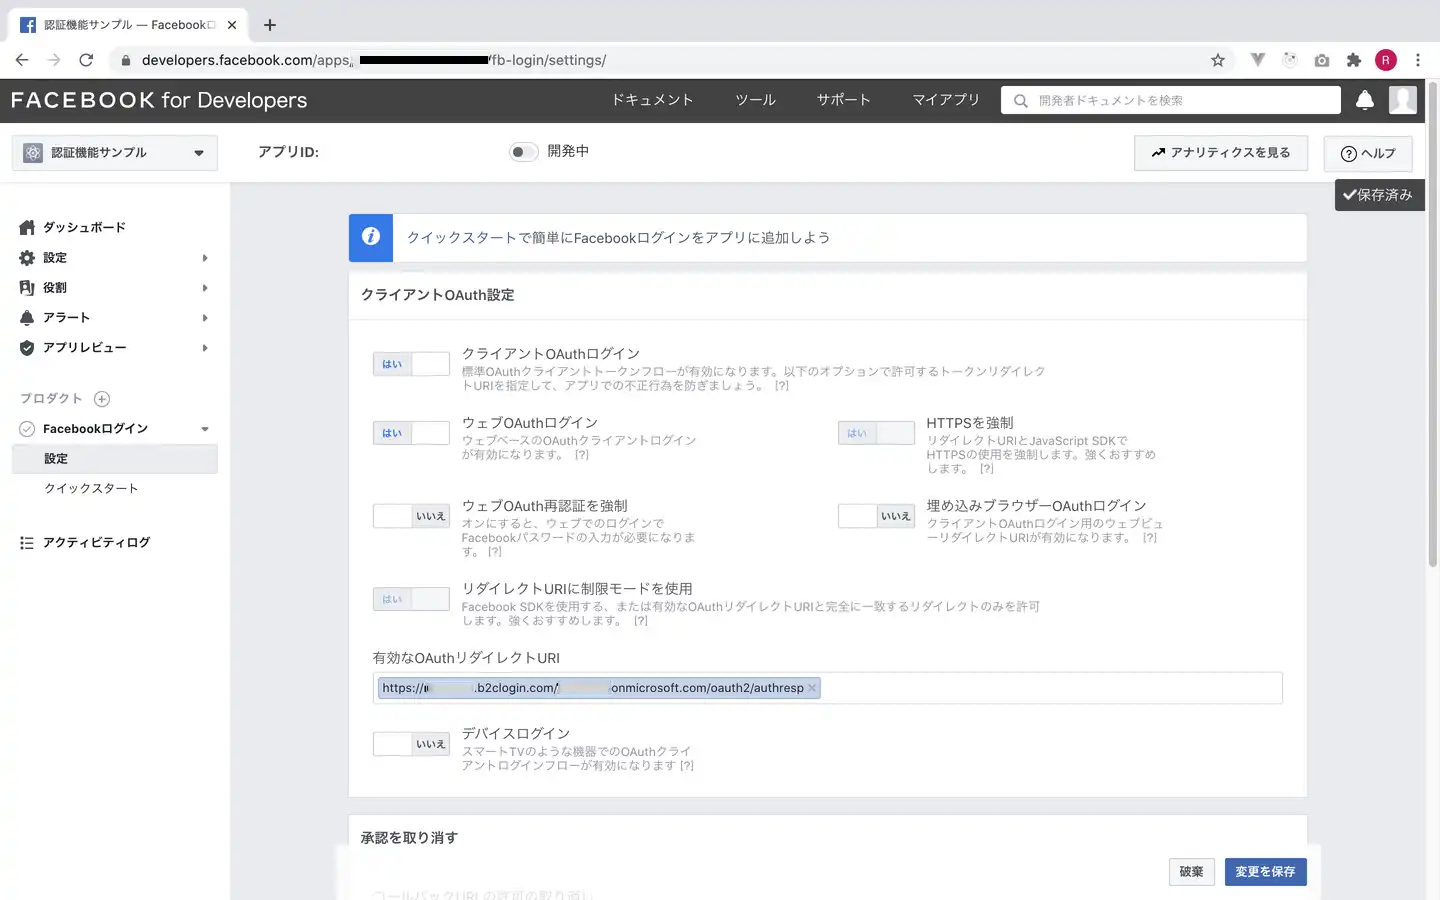 認証機能サンプル — Facebookロ
developers.facebook.com/apps/
/fb-login/settings/
R
FACEBOOK for Developers
ドキュメント
ツール
サポート
マイアプリ
開発者ドキュメントを検索
認証機能サンプル
アプリID:
開発中
アナリティクスを見る
ヘルプ
保存済み
ダッシュボード
設定
役割
アラート
アプリレビュー
プロダクト
Facebookログイン
設定
クイックスタート
アクティビティログ
クイックスタートで簡単にFacebookログインをアプリに追加しよう
クライアントOAuth設定
はい
クライアントOAuthログイン
標準OAuthクライアントトークンフローが有効になります。以下のオプションで許可するトークンリダイレク
トURIを指定して、アプリでの不正行為を防ぎましょう。 [?]
はい
ウェブOAuthログイン
ウェブベースのOAuthクライアントログイン
が有効になります。 [?]
はい
HTTPSを強制
リダイレクトURIとJavaScript SDKで
HTTPSの使用を強制します。強くおすすめ
します。 [?]
いいえ
ウェブOAuth再認証を強制
オンにすると、ウェブでのログインで
Facebookパスワードの入力が必要になりま
す。 [?]
いいえ
埋め込みブラウザーOAuthログイン
クライアントOAuthログイン用のウェブビュ
ーリダイレクトURIが有効になります。 [?]
はい
リダイレクトURIに制限モードを使用
Facebook SDKを使用する、または有効なOAuthリダイレクトURIと完全に一致するリダイレクトのみを許可
します。強くおすすめします。 [?]
有効なOAuthリダイレクトURI
https:// .b2clogin.com/ onmicrosoft.com/oauth2/authresp
いいえ
デバイスログイン
スマートTVのような機器でのOAuthクライ
アントログインフローが有効になります [?]
承認を取り消す
破棄
変更を保存
コールバックURLの許可の取り消し